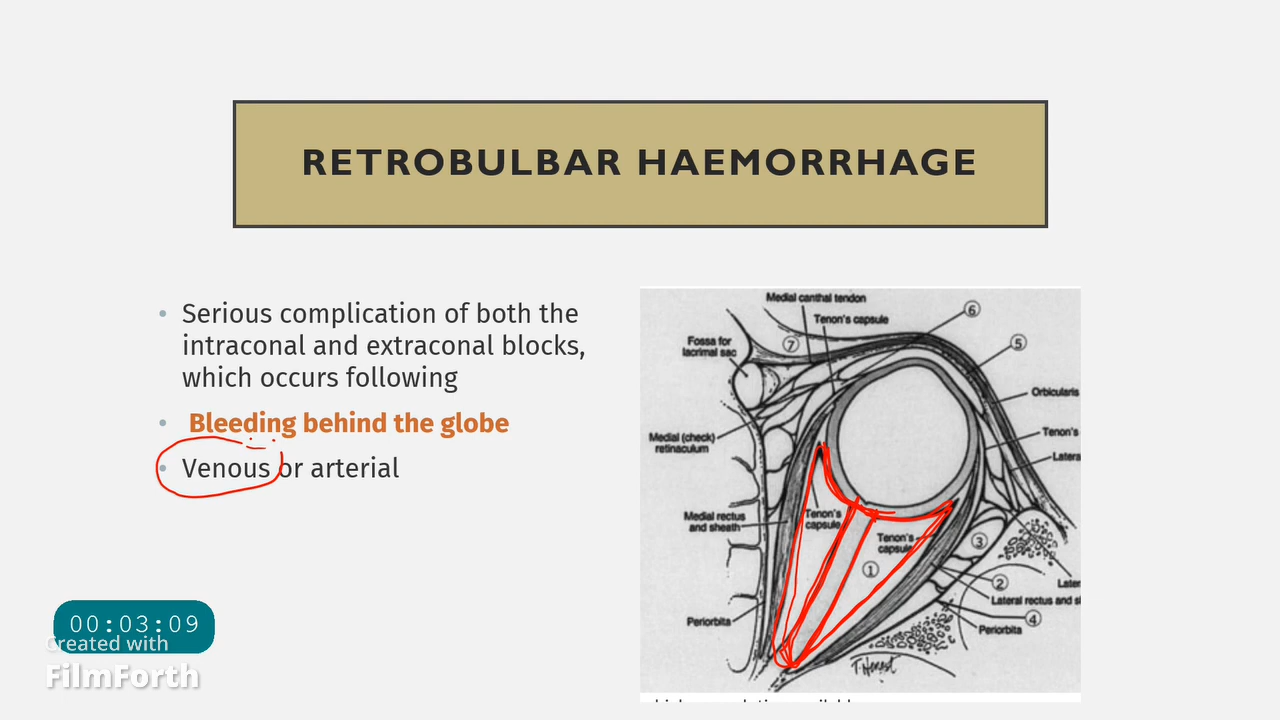 RETROBULBAR HAEMORRHAGE
• Serious complication of both the
intraconal and extraconal blocks,
which occurs following
• Bleeding behind the globe
• Venous or arterial
Medial canthal tendon
Tenon's capsule
6
7
5
Fossa for
lacrimal sac
Orbicularis
Medial (check)
retinaculum
Tenon's
Latera
Medial rectus
and sheath
Tenon's
capsule
Tenon's
capsule
3
1
2
Later
Lateral rectus and s
4
Periorbita
Periorbita
00:03:09
Created with
FilmForth